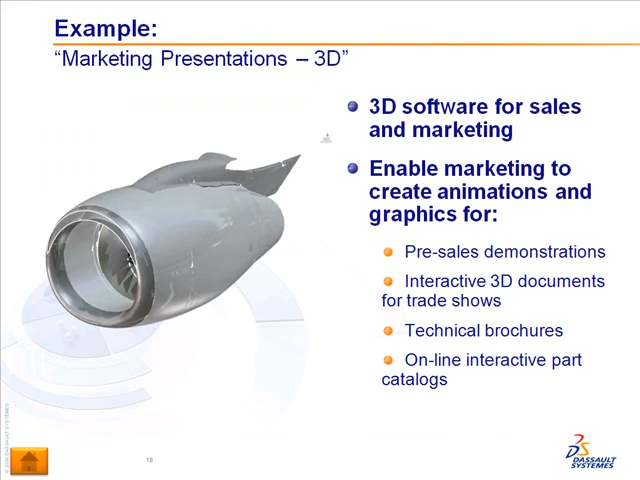 Example:
“Marketing Presentations – 3D”
3D software for sales
and marketing
Enable marketing to
create animations and
graphics for:
Pre-sales demonstrations
Interactive 3D documents
for trade shows
Technical brochures
On-line interactive part
catalogs
18
DASSAULT
SYSTEMES